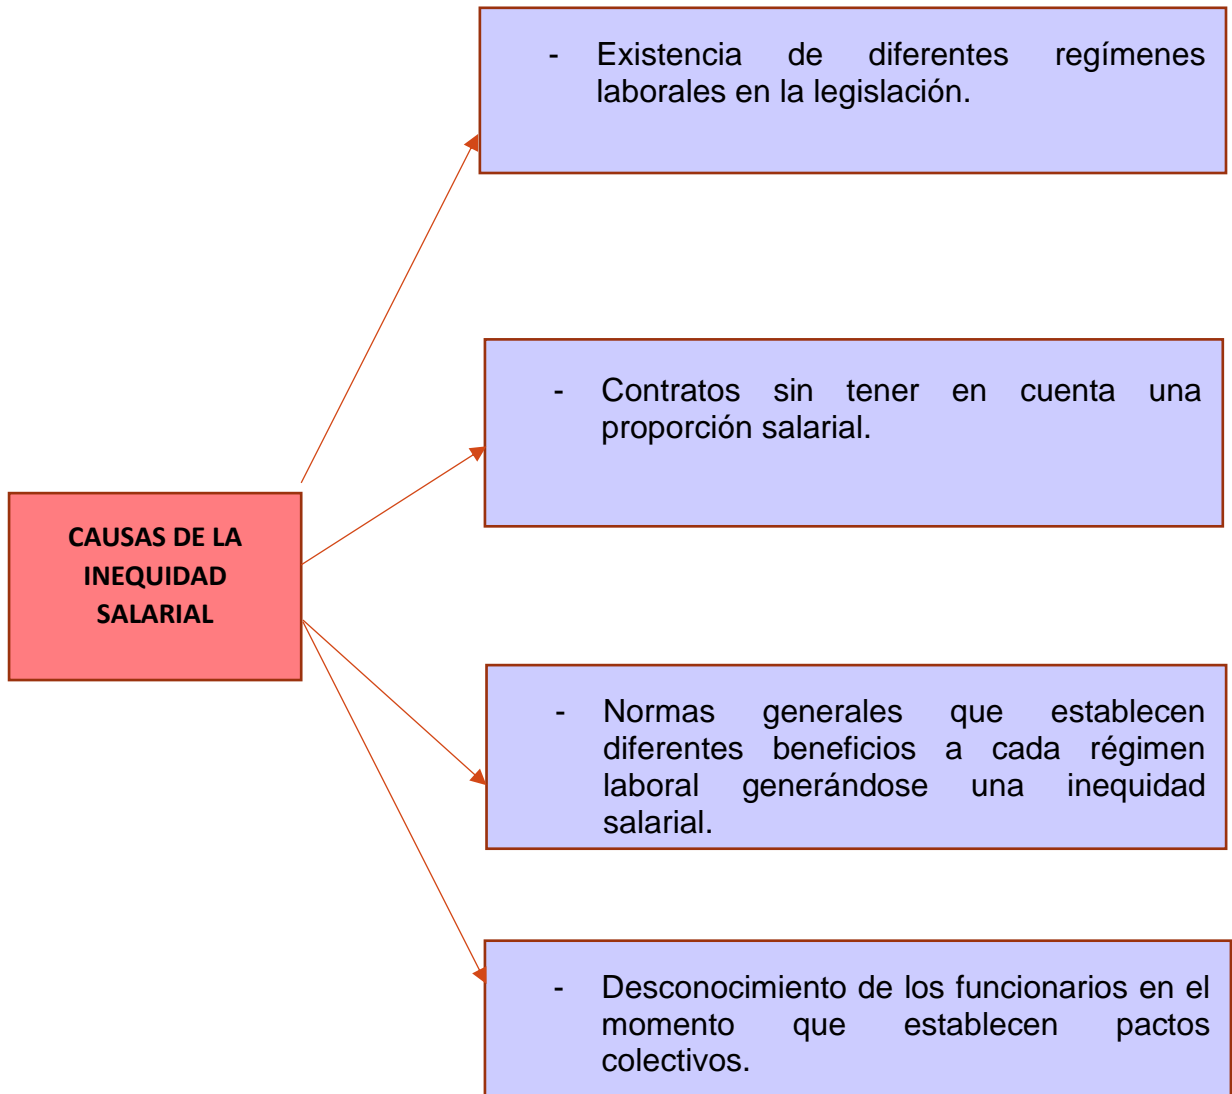 - Existencia de diferentes regímenes
laborales en la legislación.
- Contratos sin tener en cuenta una
proporción salarial.
CAUSAS DE LA
INEQUIDAD
SALARIAL
- Normas generales que establecen
diferentes beneficios a cada régimen
laboral generándose una inequidad
salarial.
- Desconocimiento de los funcionarios en el
momento que establecen pactos
colectivos.